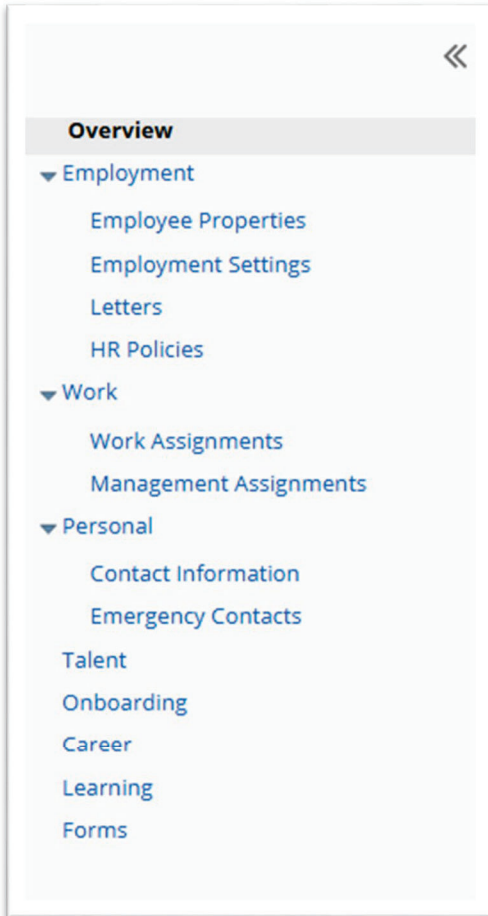 Overview
Employment
Employee Properties
Employment Settings
Letters
HR Policies
Work
Work Assignments
Management Assignments
Personal
Contact Information
Emergency Contacts
Talent
Onboarding
Career
Learning
Forms